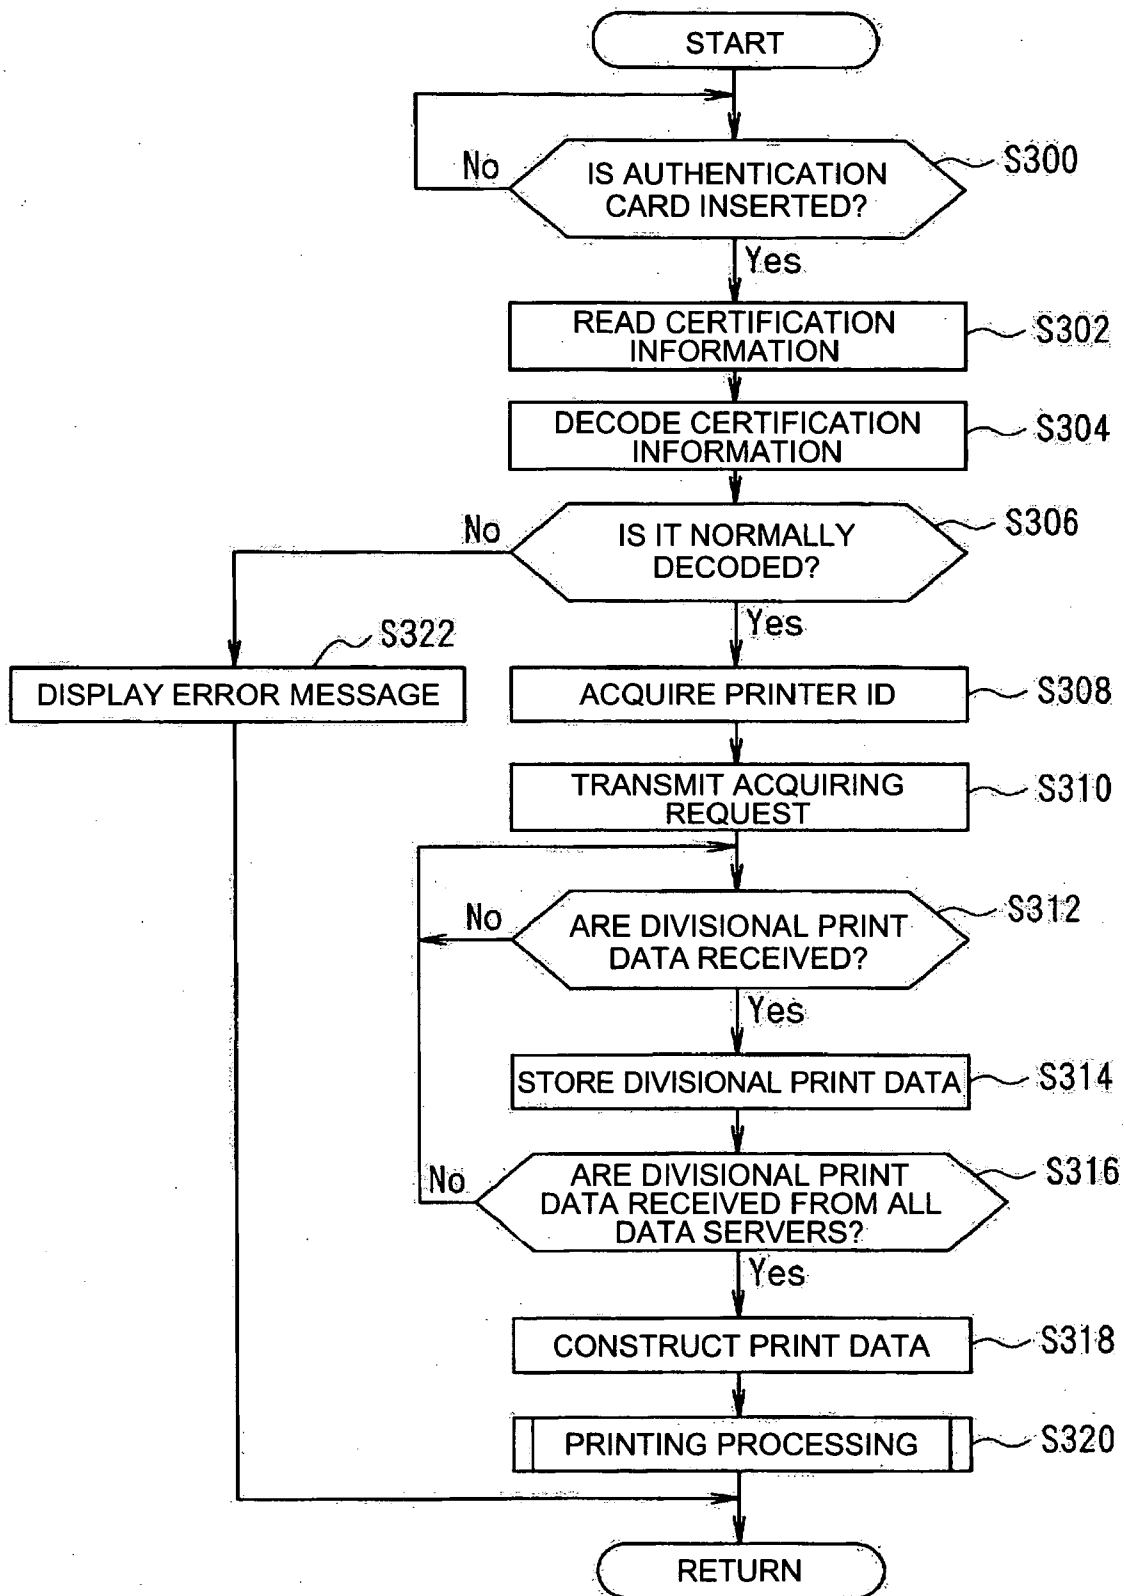 START
No
IS AUTHENTICATION
CARD INSERTED?
S300
Yes
READ CERTIFICATION
INFORMATION
S302
DECODE CERTIFICATION
INFORMATION
S304
No
IS IT NORMALLY
DECODED?
S306
Yes
S322
DISPLAY ERROR MESSAGE
ACQUIRE PRINTER ID
S308
TRANSMIT ACQUIRING
REQUEST
S310
No
ARE DIVISIONAL PRINT
DATA RECEIVED?
S312
Yes
STORE DIVISIONAL PRINT DATA
S314
No
ARE DIVISIONAL PRINT
DATA RECEIVED FROM ALL
DATA SERVERS?
S316
Yes
CONSTRUCT PRINT DATA
S318
PRINTING PROCESSING
S320
RETURN